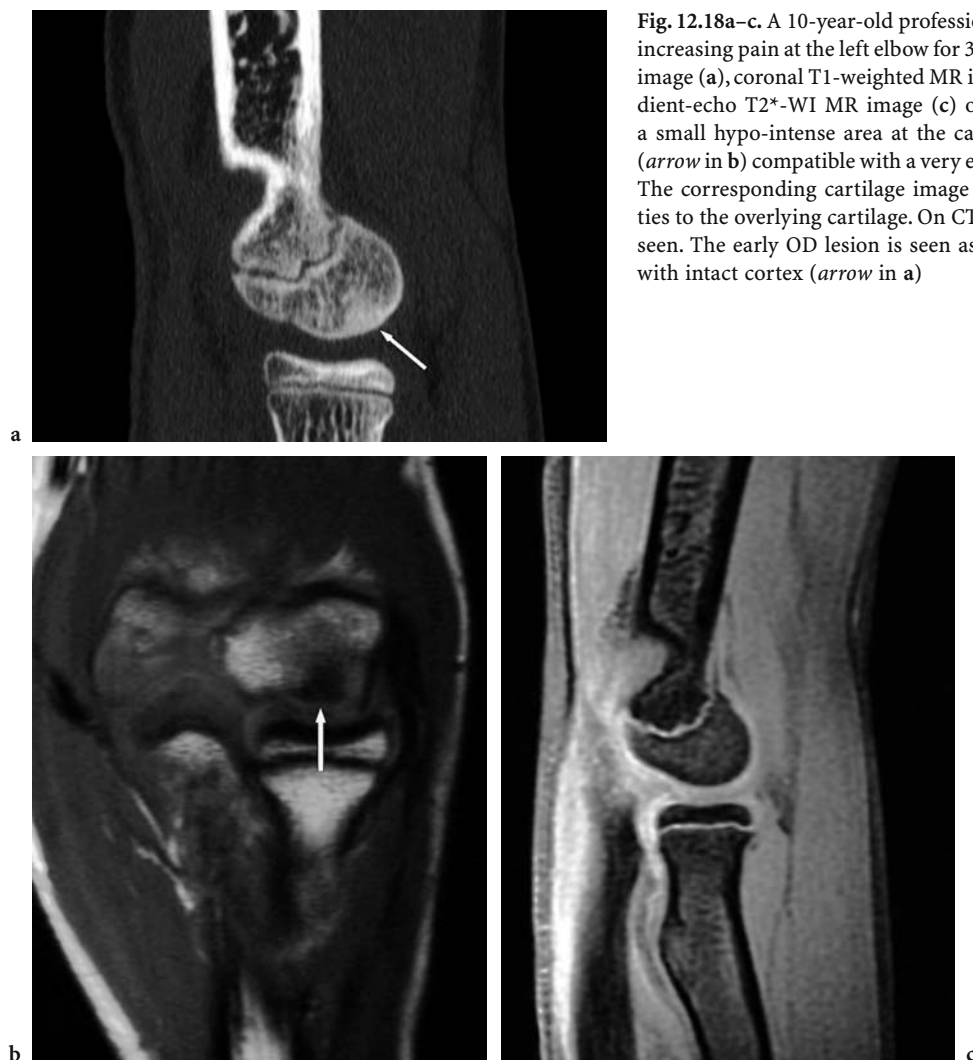 Fig. 12.18a–c. A 10-year-old
increasing pain at the left elbow for
image (a), coronal T1-weighted MR
dient-echo T2*-WI MR image (c)
a small hypo-intense area at the
(arrow in b) compatible with a very
The corresponding cartilage image
ties to the overlying cartilage. On CT
seen. The early OD lesion is seen as
with intact cortex (arrow in a)
a
b